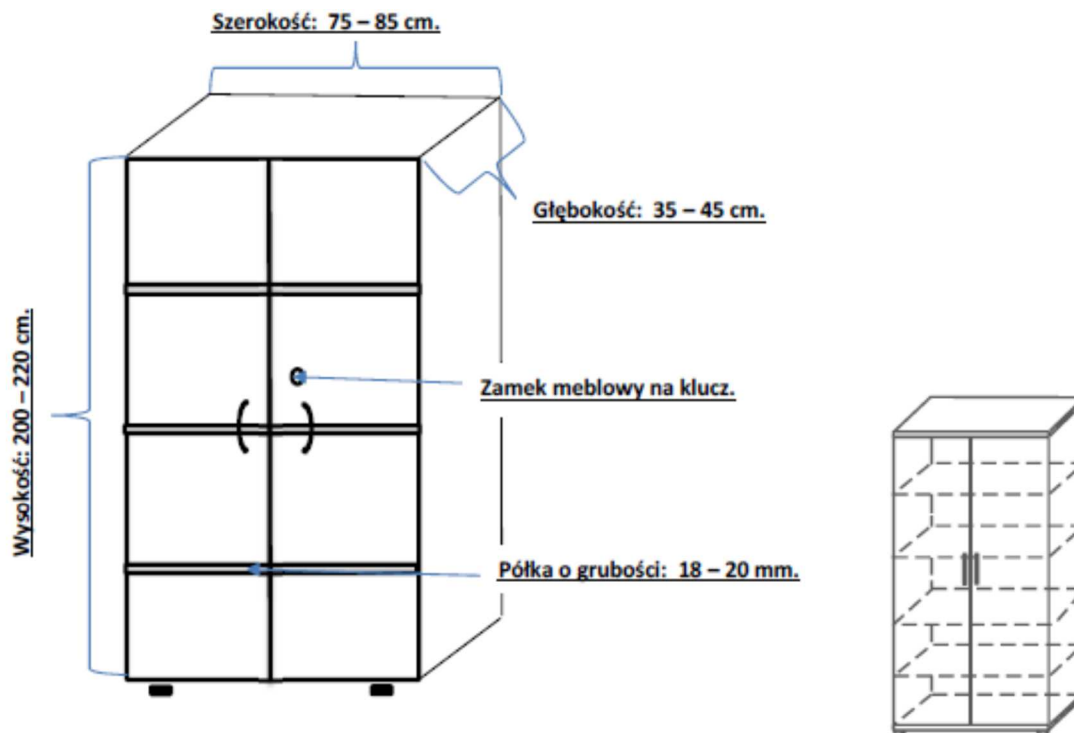 Szerokość: 75 – 85 cm.
Głębokość: 35 – 45 cm.
Wysokość: 200 – 220 cm.
Zamek meblowy na klucz.
Półka o grubości: 18 – 20 mm.